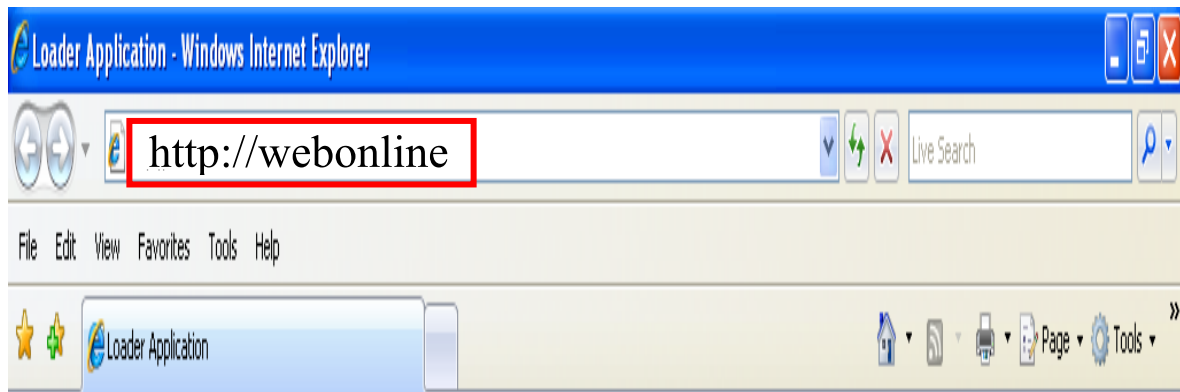 Loader Application - Windows Internet Explorer
http://webonline
Live Search
File Edit View Favorites Tools Help
Loader Application
Page Tools »